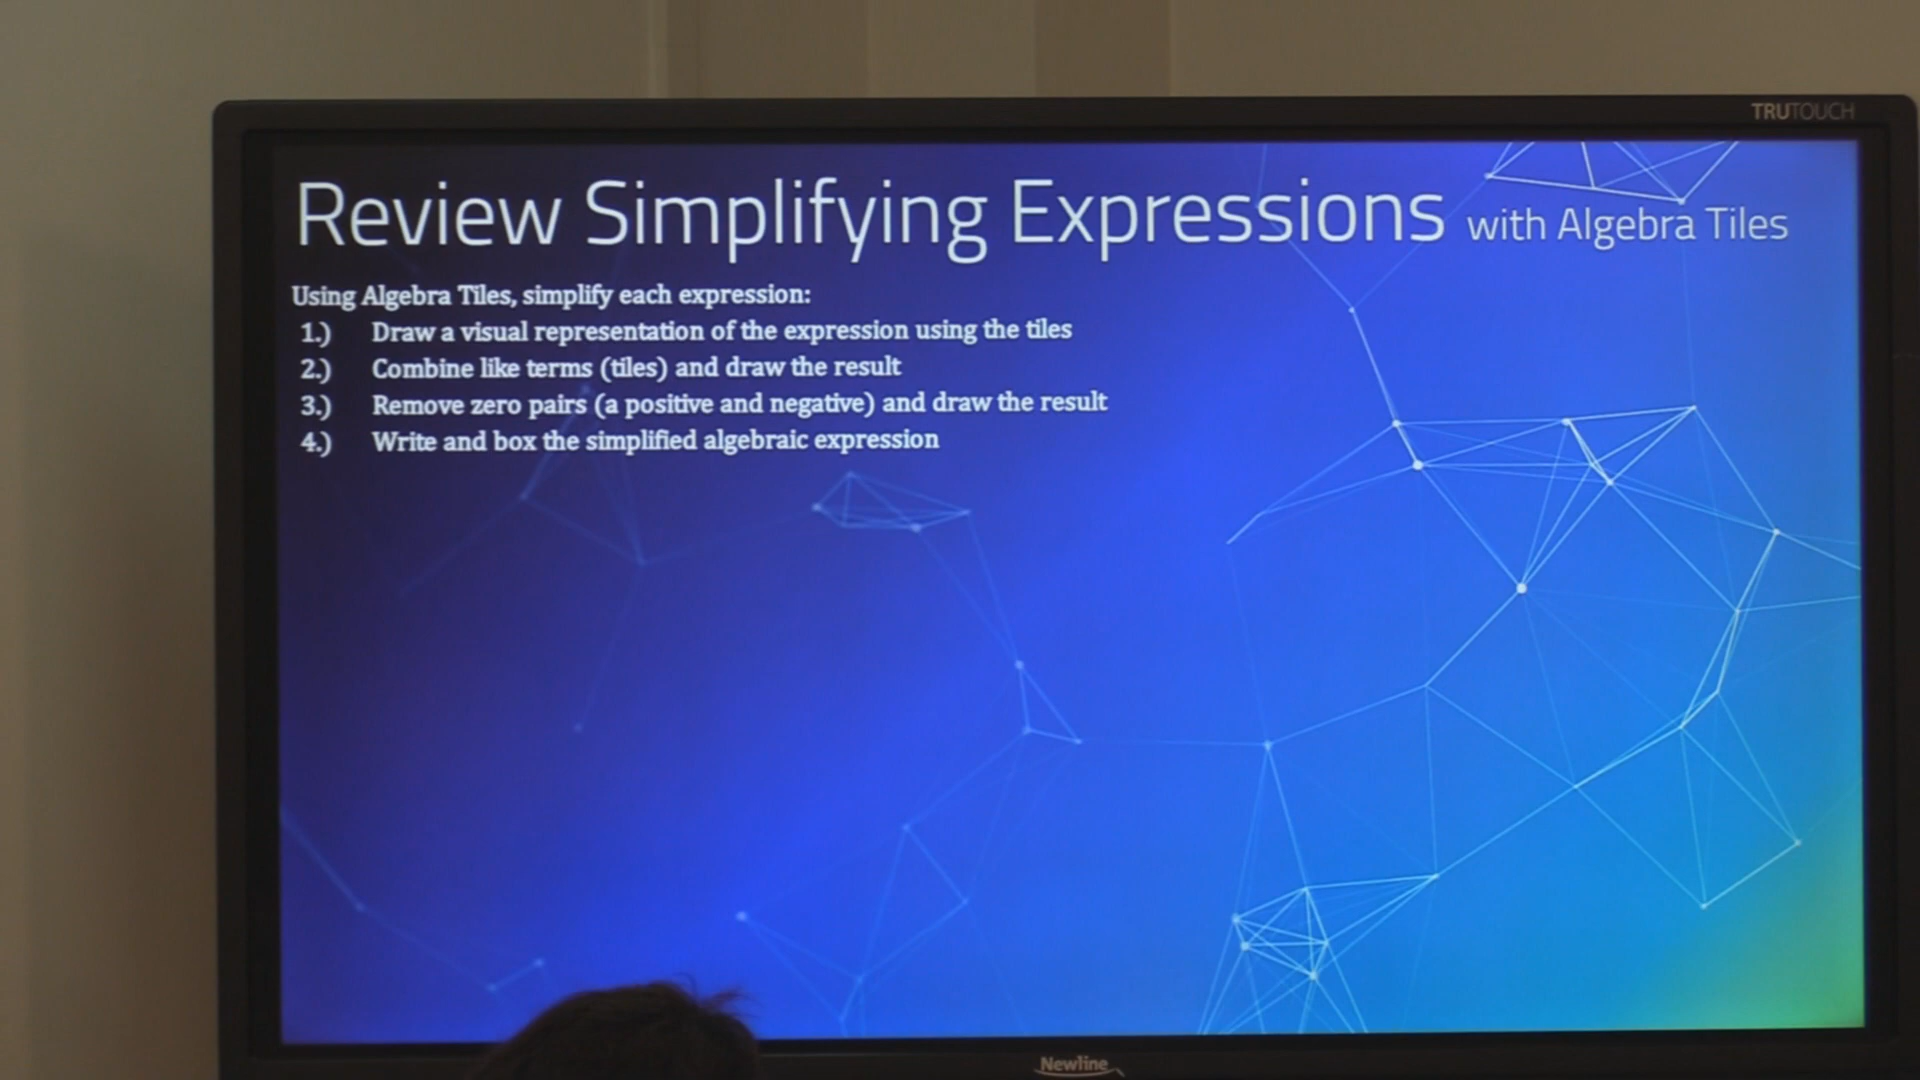 TRUTOUCH
Review Simplifying Expressions with Algebra Tiles
Using Algebra Tiles, simplify each expression:
1.) Draw a visual representation of the expression using the tiles
2.) Combine like terms (tiles) and draw the result
3.) Remove zero pairs (a positive and negative) and draw the result
4.) Write and box the simplified algebraic expression
Newline